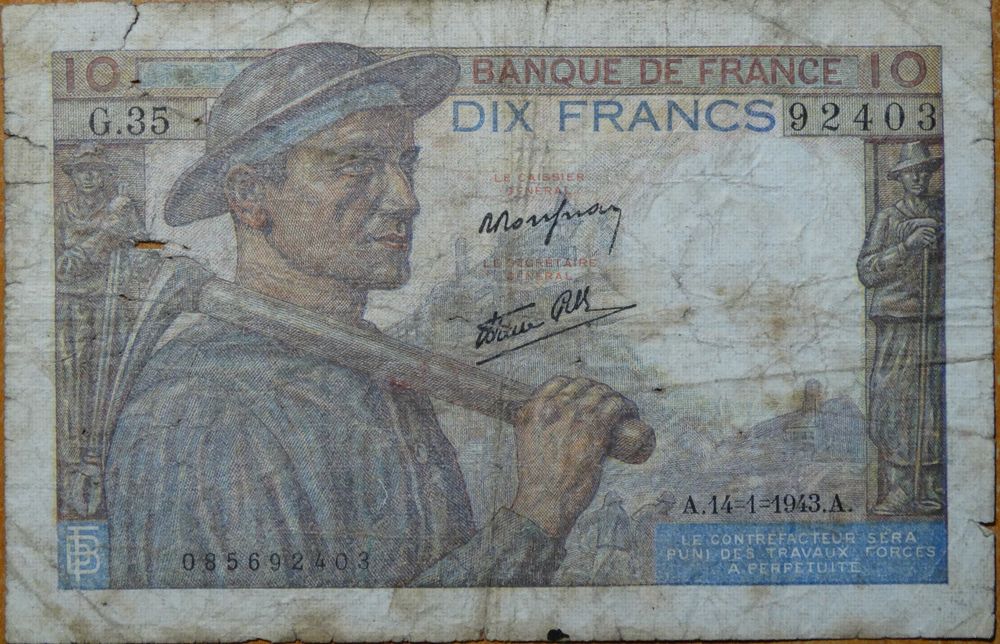 10 BANQUE DE FRANCE 10
G.35 DIX FRANCS 92403
LE CAISSIER
GÉNÉRAL
LE SECRÉTAIRE
GÉNÉRAL
A.14=1=1943.A.
085692403
LE CONTREFACTEUR SERA
PUNI DES TRAVAUX FORCÉS
A PERPÉTUITÉ